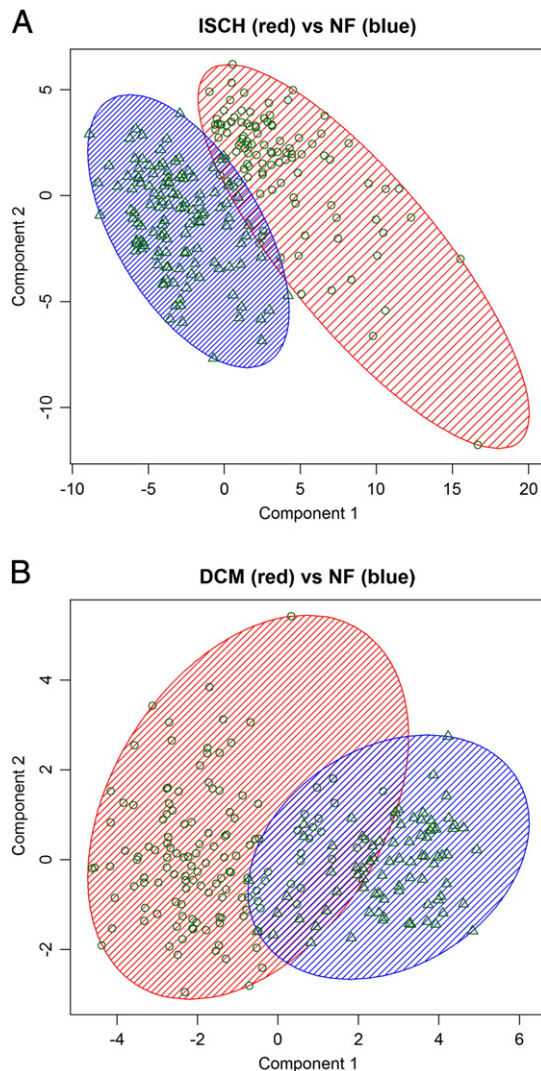 A
ISCH (red) vs NF (blue)
Component 2
5
0
-5
-10
-10 -5 0 5 10 15 20
Component 1
B
DCM (red) vs NF (blue)
Component 2
4
2
0
-2
-4 -2 0 2 4 6
Component 1